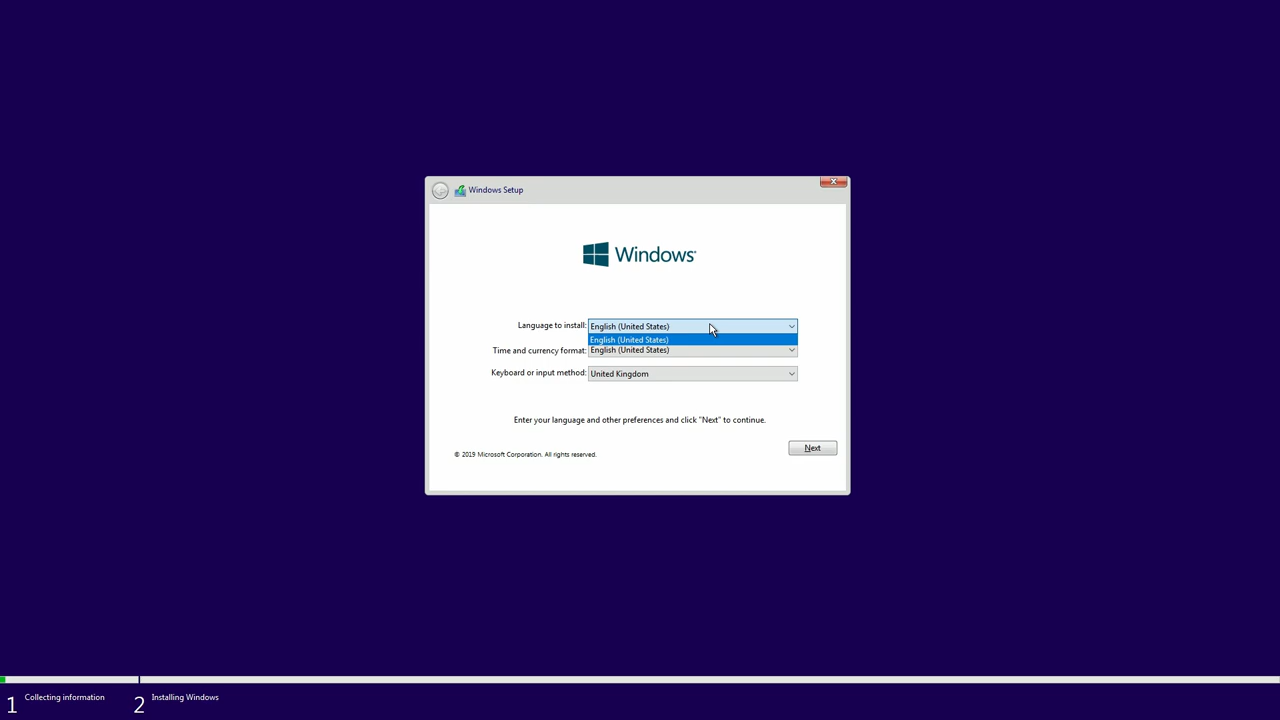 Windows Setup
Windows
Language to install: English (United States)
English (United States)
Time and currency format: English (United States)
Keyboard or input method: United Kingdom
Enter your language and other preferences and click "Next" to continue.
Next
© 2019 Microsoft Corporation. All rights reserved.
1 Collecting information 2 Installing Windows